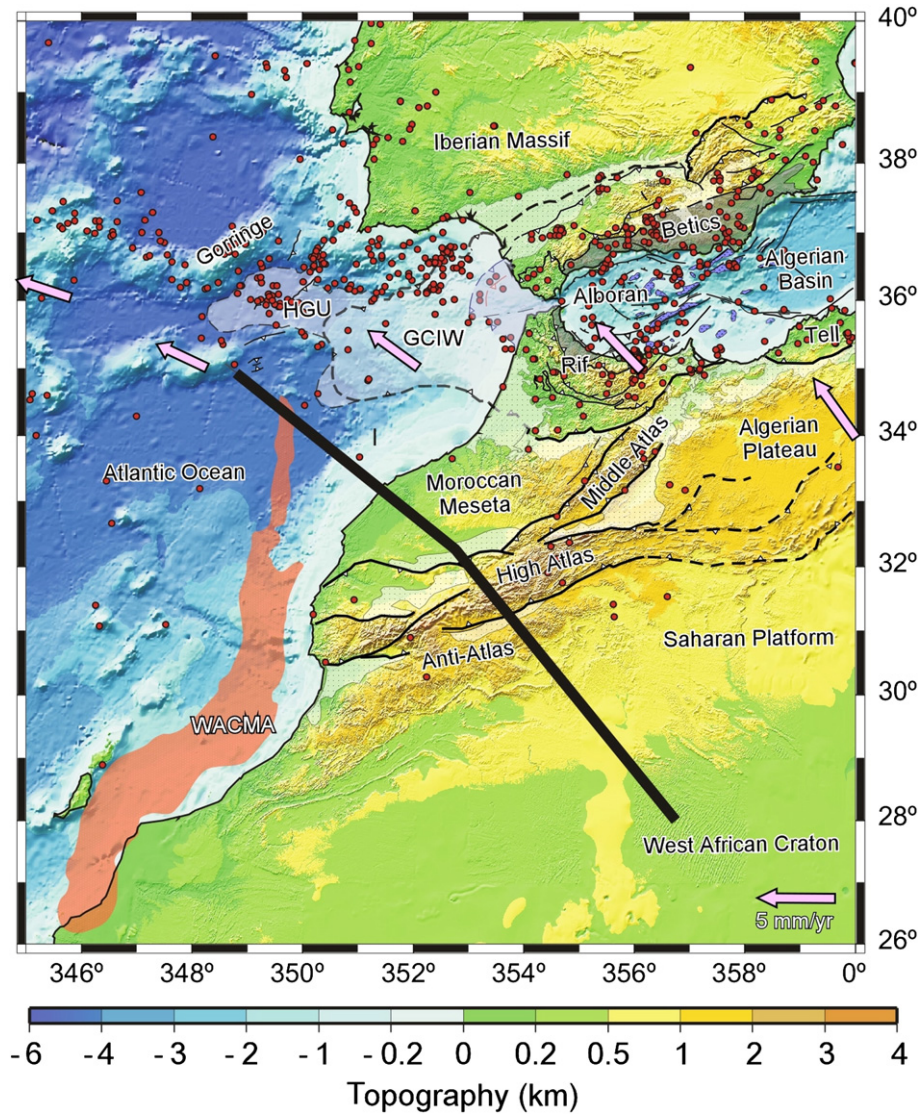 40º
Iberian Massif
38º
Gorringe
Betics
Algerian
Basin
HGU
Alboran
36º
GCIW
Tell
Rif
34º
I
Atlantic Ocean
Moroccan
Meseta
Middle Atlas
Algerian
Plateau
32º
High Atlas
Anti-Atlas
Saharan Platform
30º
WACMA
28º
West African Craton
5 mm/yr
26º
346º 348º 350º 352º 354º 356º 358º 0º
-6 -4 -3 -2 -1 -0.2 0 0.2 0.5 1 2 3 4
Topography (km)